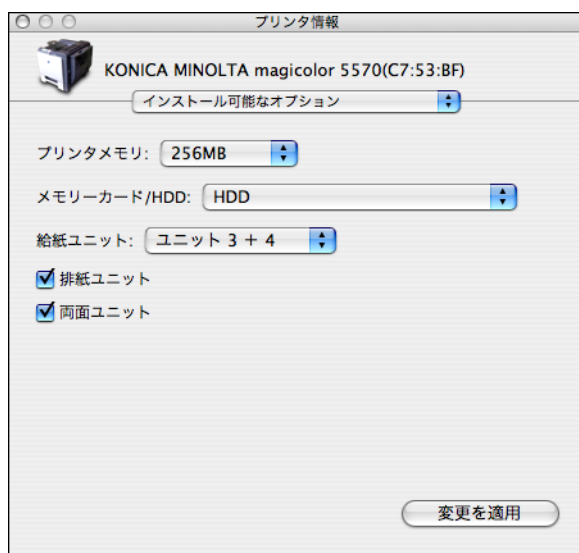 プリンタ情報
KONICA MINOLTA magicolor 5570(C7:53:BF)
インストール可能なオプション
プリンタメモリ: 256MB
メモリーカード/HDD: HDD
給紙ユニット: ユニット 3 + 4
排紙ユニット
両面ユニット
変更を適用